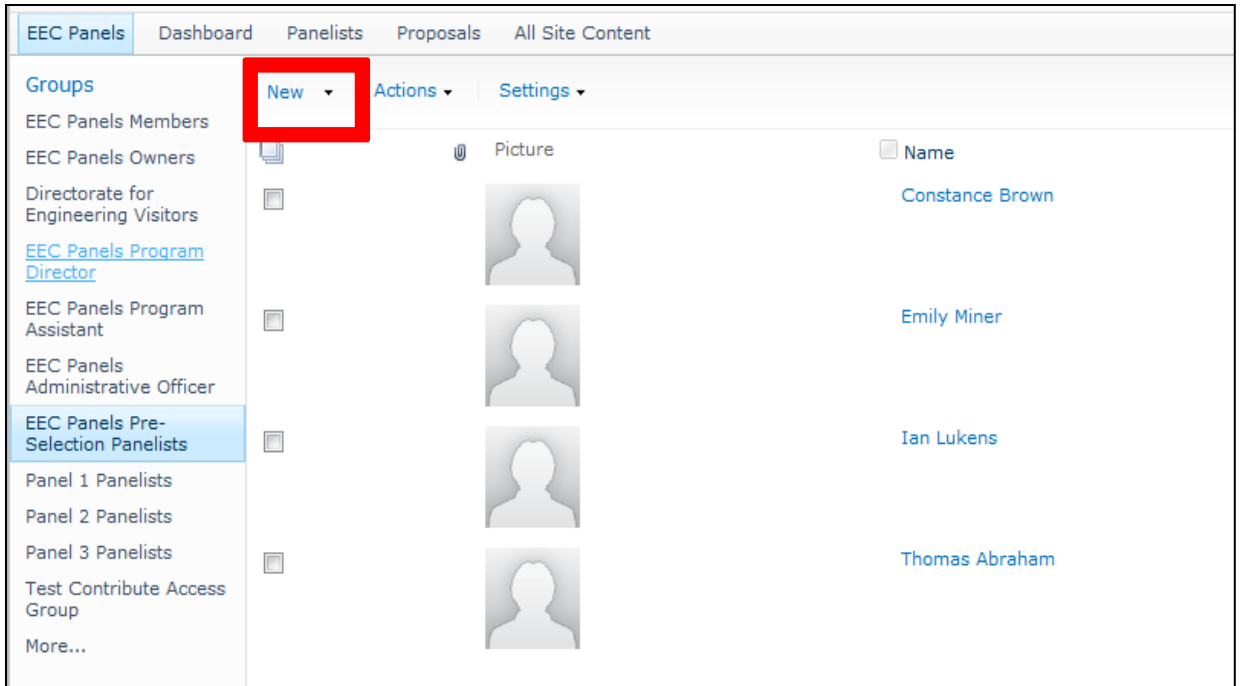 EEC Panels Dashboard Panelists Proposals All Site Content
Groups
EEC Panels Members
EEC Panels Owners
Directorate for
Engineering Visitors
EEC Panels Program
Director
EEC Panels Program
Assistant
EEC Panels
Administrative Officer
EEC Panels Pre-
Selection Panelists
Panel 1 Panelists
Panel 2 Panelists
Panel 3 Panelists
Test Contribute Access
Group
More...
New Actions Settings
Picture Name
Constance Brown
Emily Miner
Ian Lukens
Thomas Abraham